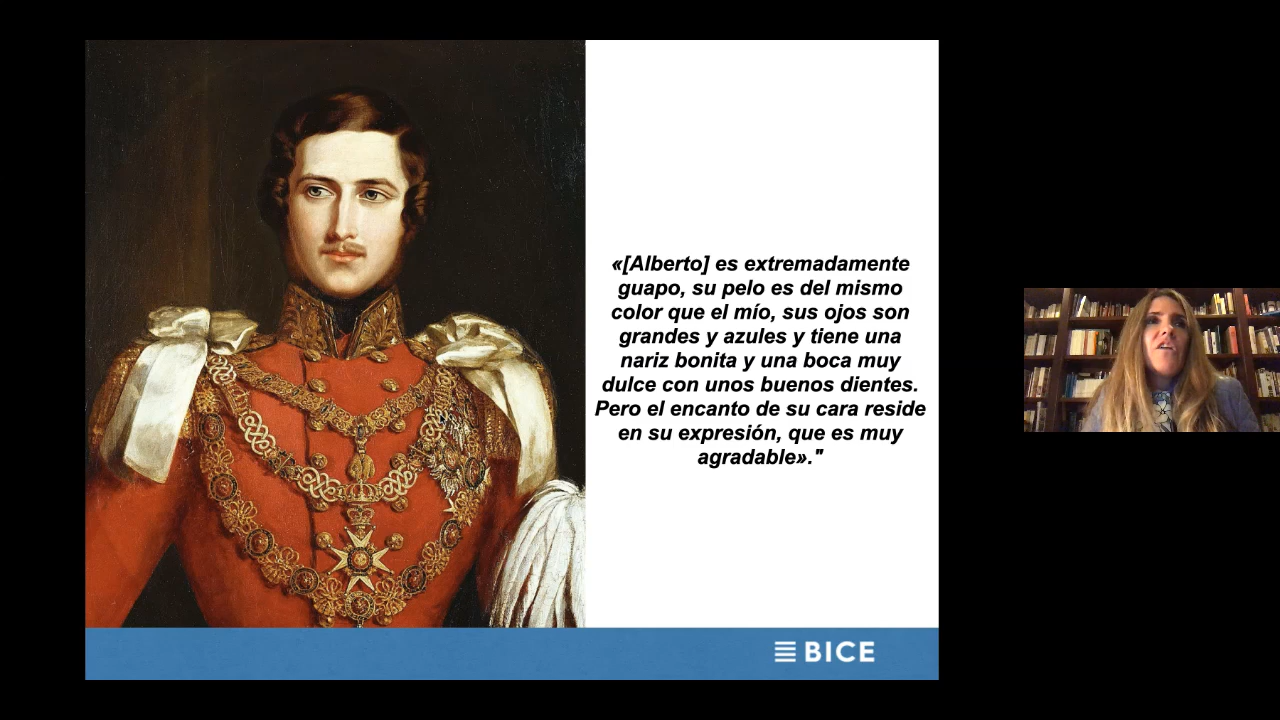 «[Alberto] es extremadamente
guapo, su pelo es del mismo
color que el mío, sus ojos son
grandes y azules y tiene una
nariz bonita y una boca muy
dulce con unos buenos dientes.
Pero el encanto de su cara reside
en su expresión, que es muy
agradable»."
BICE